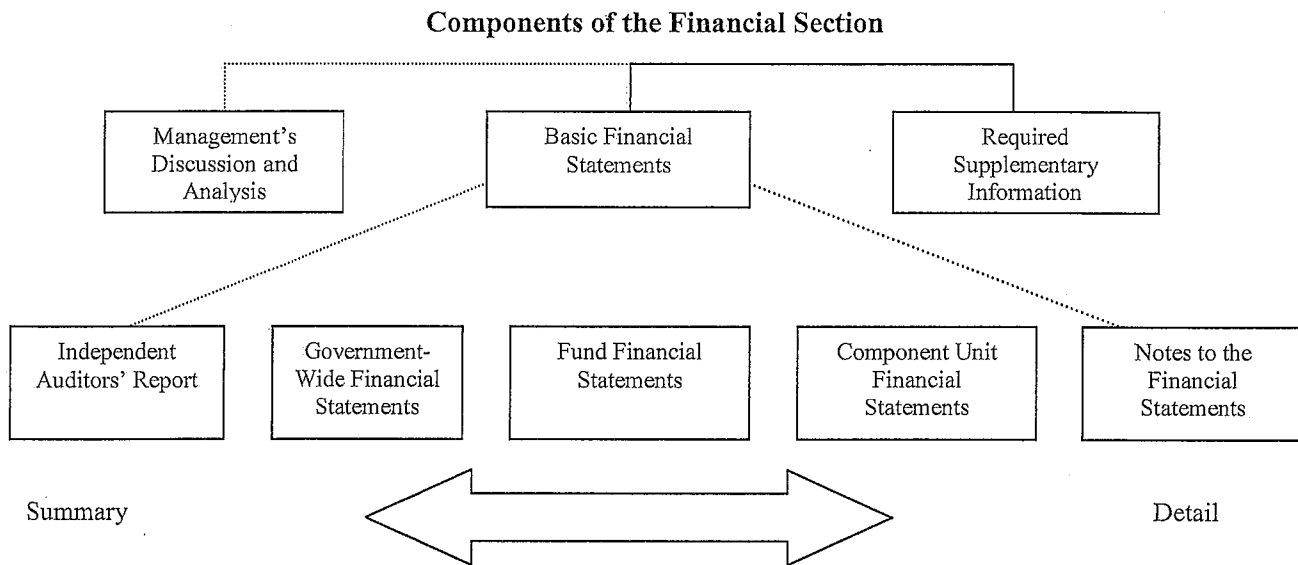 Components of the Financial Section
Management's
Discussion and
Analysis
Basic Financial
Statements
Required
Supplementary
Information
Independent
Auditors' Report
Government-
Wide Financial
Statements
Fund Financial
Statements
Component Unit
Financial
Statements
Notes to the
Financial
Statements
Summary
Detail